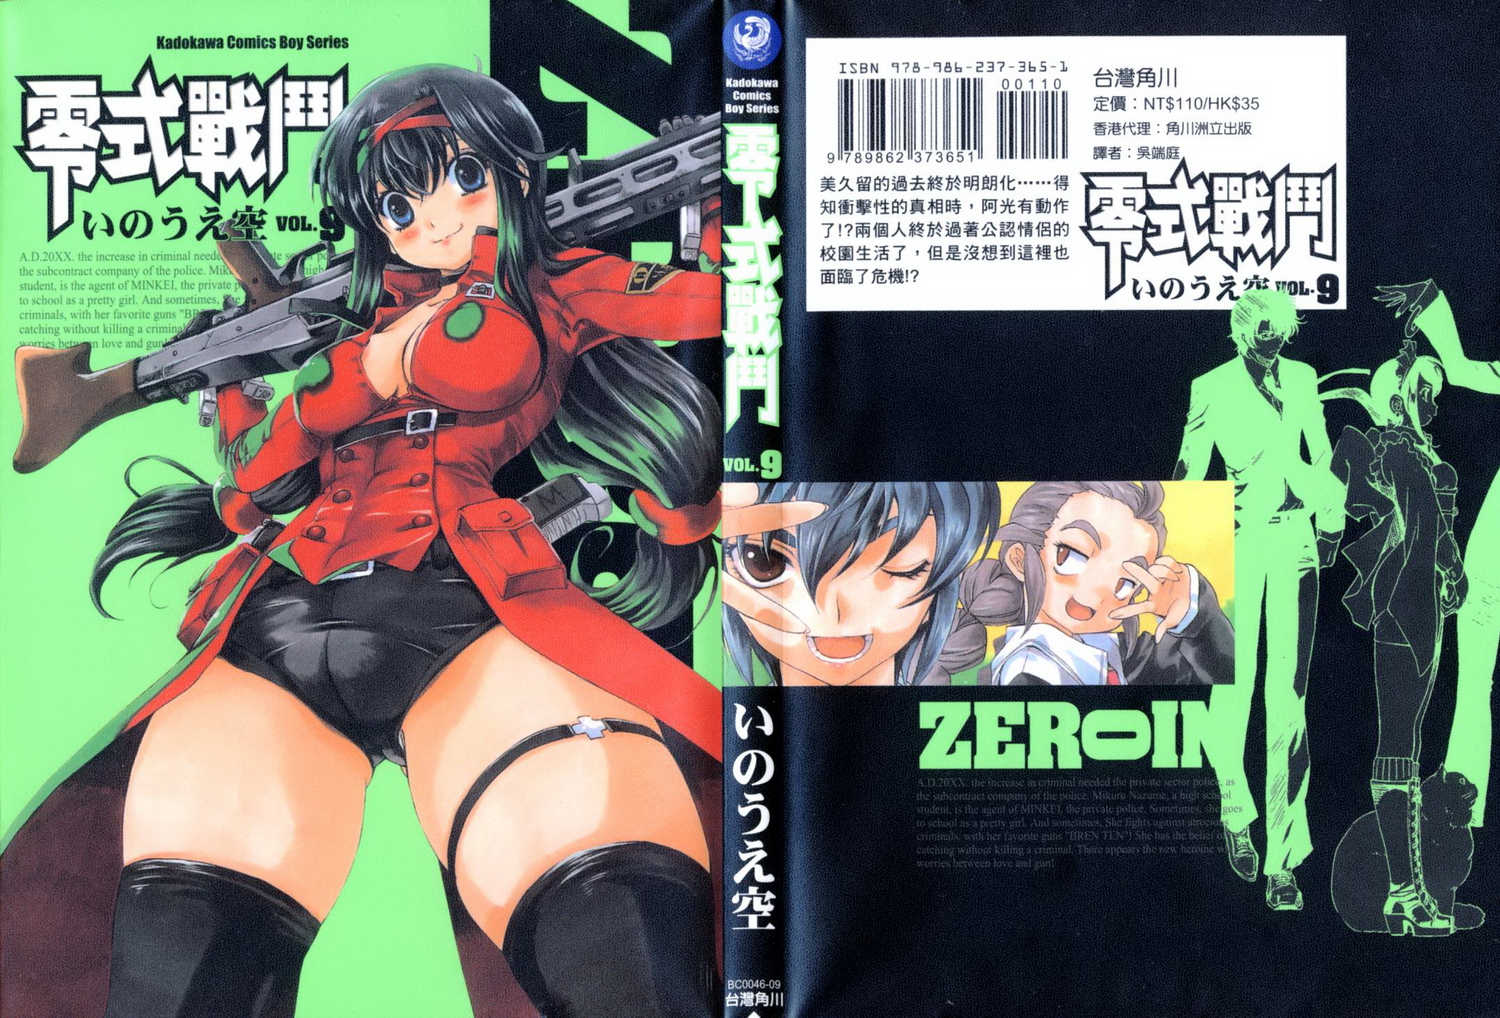 Kadokawa Comics Boy Series
零式戰鬥
いのうえ空 VOL.9
A.D.20XX. the increase in criminal needed
the subcontract company of the police.
student, is the agent of MINKEI, the private
to school as a pretty girl. And sometimes,
criminals, with her favorite guns
catching without killing a criminal
worries between love and gun!
Kadokawa
Comics
Boy Series
零式戰鬥
VOL.9
いのうえ空
BC0046-09
台灣角川
ISBN 978-986-237-365-1
00110
9 789862 373651
台灣角川
定價：NT$110/HK$35
香港代理：角川洲立出版
譯者：吳端庭
美久留的過去終於明朗化……得
知衝擊性的真相時，阿光有動作
了!?兩個人終於過著公認情侶的
校園生活了，但是沒想到這裡也
面臨了危機!?
零式戰鬥
いのうえ空 VOL.9
ZERO IN
A.D.20XX. the increase in criminal needed the private sector police, as
the subcontract company of the police. Mikuru Nazume, a high school
student, is the agent of MINKEI, the private police. Sometimes, she goes
to school as a pretty girl. And sometimes, She fights against atrocious
criminals, with her favorite guns "BREN TEN"! She has the belief of
catching without killing a criminal. There appears the new heroine
worries between love and gun!